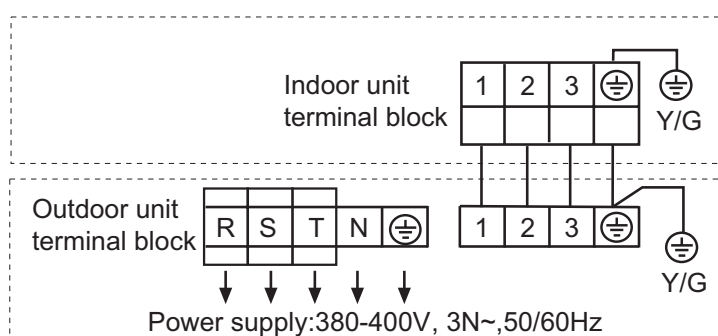 Indoor unit
terminal block
1 2 3
Y/G
Outdoor unit
terminal block
R S T N
1 2 3
Y/G
Power supply:380-400V, 3N~,50/60Hz